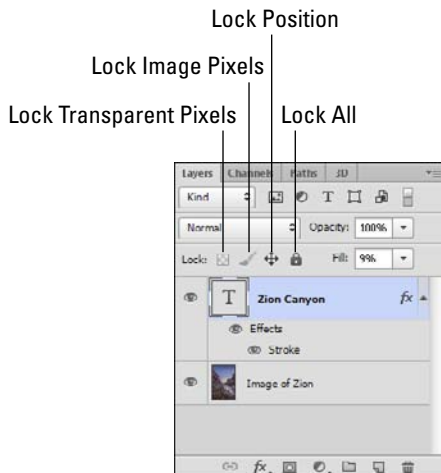 Lock Position
Lock Image Pixels
Lock Transparent Pixels Lock All
Layers Channels Paths 3D
Kind
Normal Opacity: 100%
Lock: Fill: 9%
T Zion Canyon fx
Effects
Stroke
Image of Zion
fx